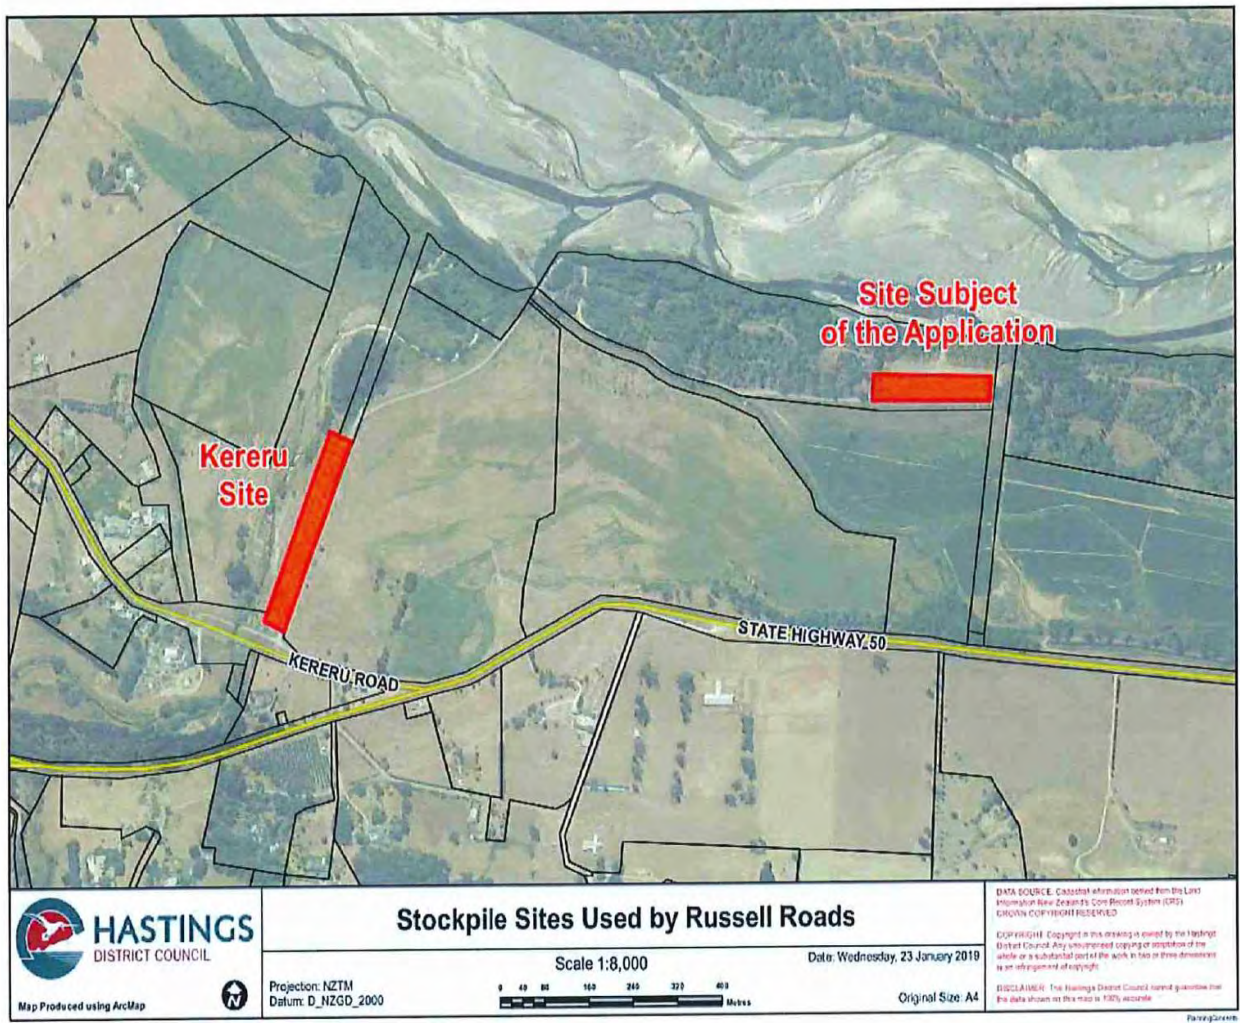 Site Subject
of the Application
Kereru
Site
STATE HIGHWAY 50
KERERU ROAD
HASTINGS
DISTRICT COUNCIL
Map Produced using ArcMap
N
Stockpile Sites Used by Russell Roads
Scale 1:8,000
Date: Wednesday, 23 January 2019
Projection: NZTM
Datum: D_NZGD_2000
0 40 80 160 240 320 400
Metres
Original Size: A4
DATA SOURCE: Cadastral information derived from the Land
Information New Zealand's Core Record System (CRS)
CROWN COPYRIGHT RESERVED
COPYRIGHT: Copyright in this drawing is owned by the Hastings
District Council. Any unauthorised copying or adaptation of the
whole or a substantial part of the work in two or three dimensions
is an infringement of copyright.
DISCLAIMER: The Hastings District Council cannot guarantee that
the data shown on this map is 100% accurate.